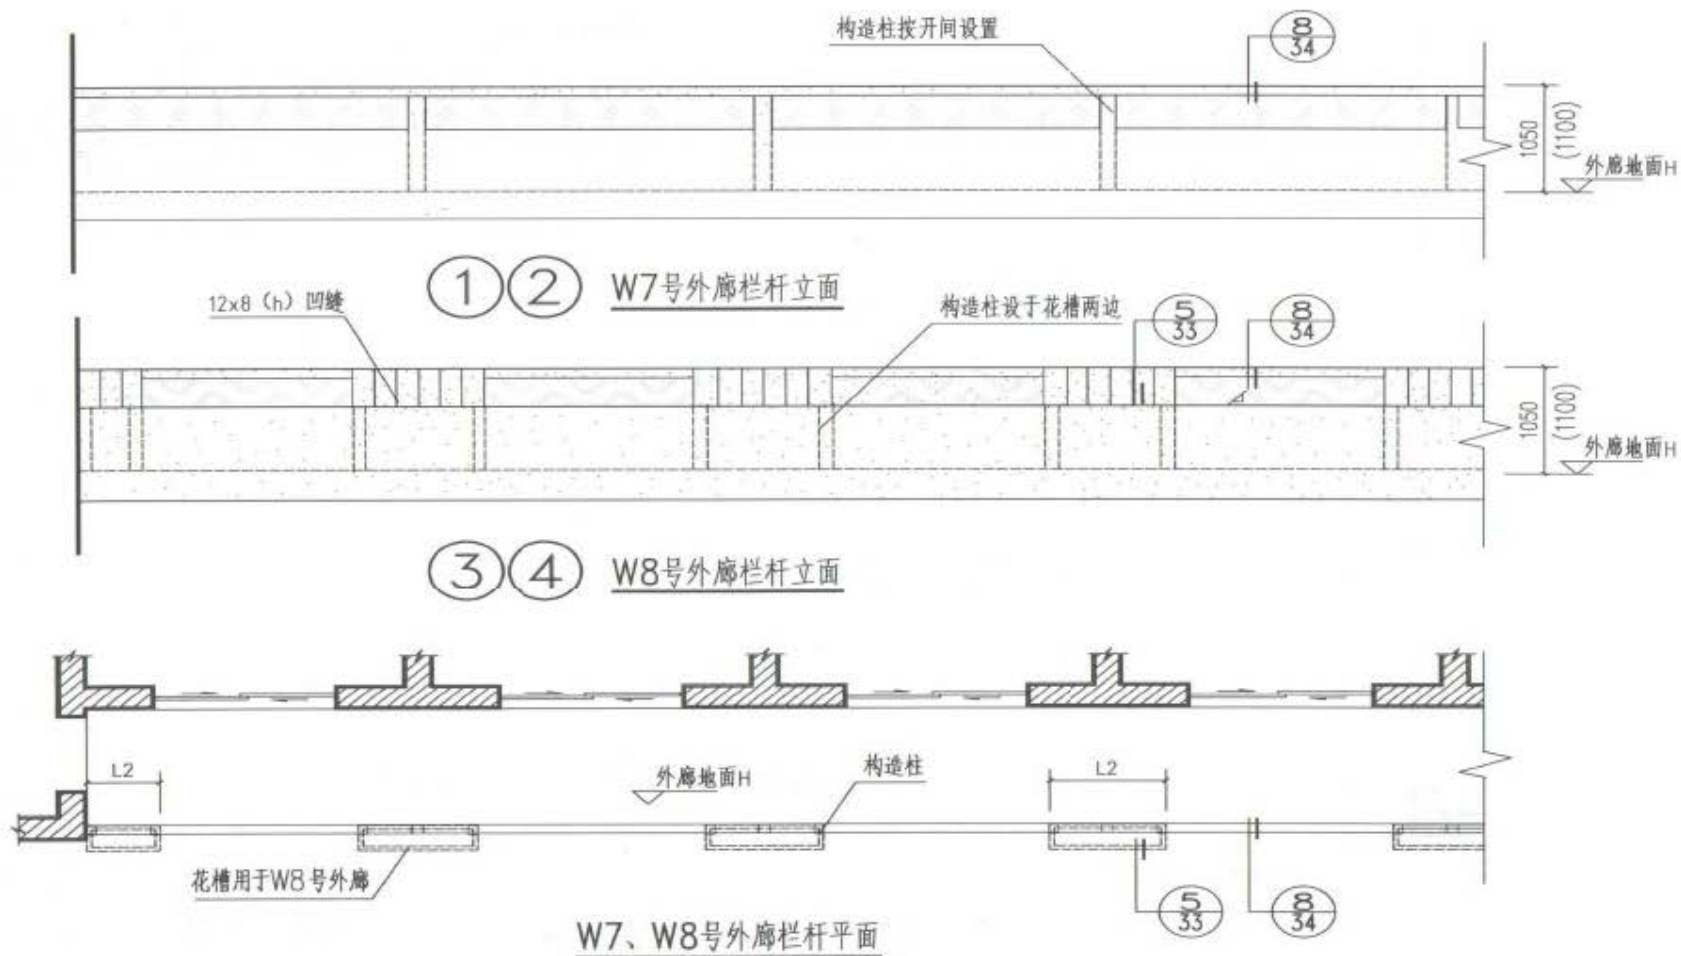 构造柱按开间设置
8
34
1050
(1100)
外廊地面H
① ② W7号外廊栏杆立面
12x8（h）凹缝
构造柱设于花槽两边
5
33
8
34
1050
(1100)
外廊地面H
③ ④ W8号外廊栏杆立面
L2
外廊地面H
构造柱
L2
花槽用于W8号外廊
5
33
8
34
W7、W8号外廊栏杆平面